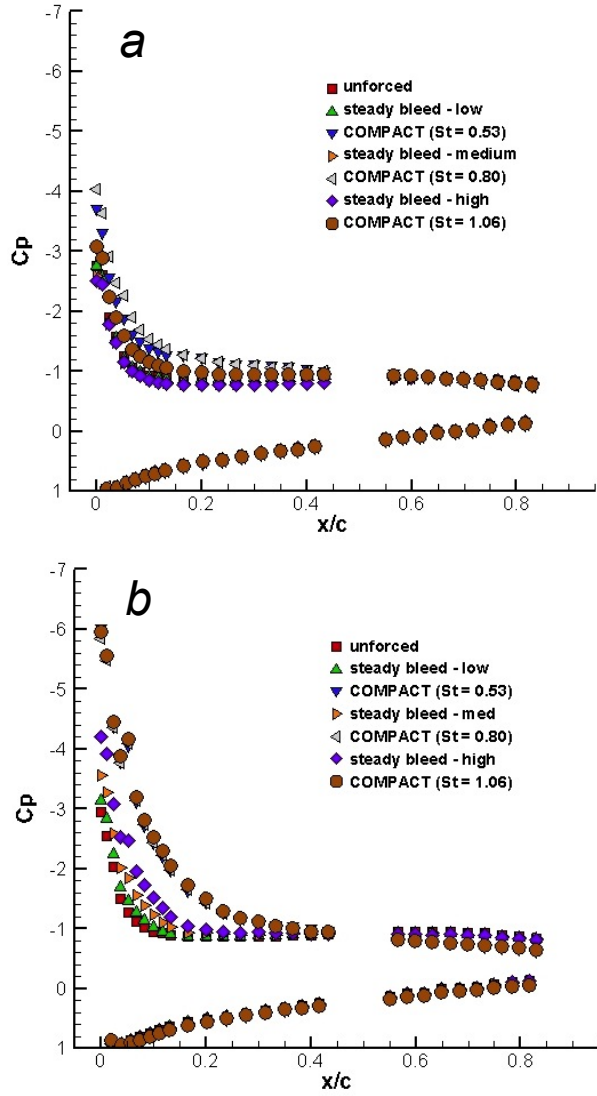 a
-7
-6
-5
-4
-3
-2
-1
0
1
Cp
unforced
steady bleed - low
COMPACT (St = 0.53)
steady bleed - medium
COMPACT (St = 0.80)
steady bleed - high
COMPACT (St = 1.06)
0 0.2 0.4 0.6 0.8
x/c
b
-7
-6
-5
-4
-3
-2
-1
0
1
Cp
unforced
steady bleed - low
COMPACT (St = 0.53)
steady bleed - med
COMPACT (St = 0.80)
steady bleed - high
COMPACT (St = 1.06)
0 0.2 0.4 0.6 0.8
x/c